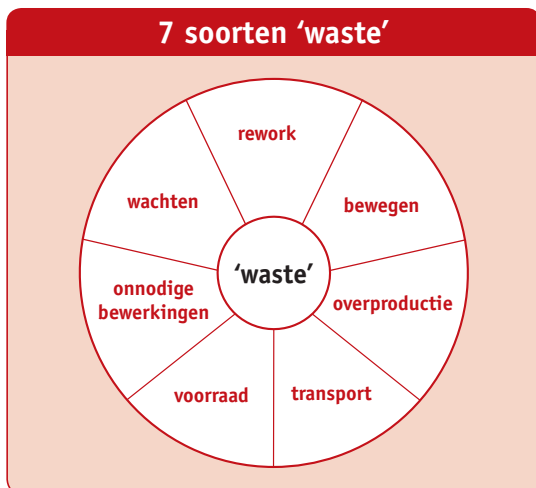 7 soorten ‘waste’
rework
bewegen
overproductie
transport
voorraad
onnodige
bewerkingen
wachten
‘waste’